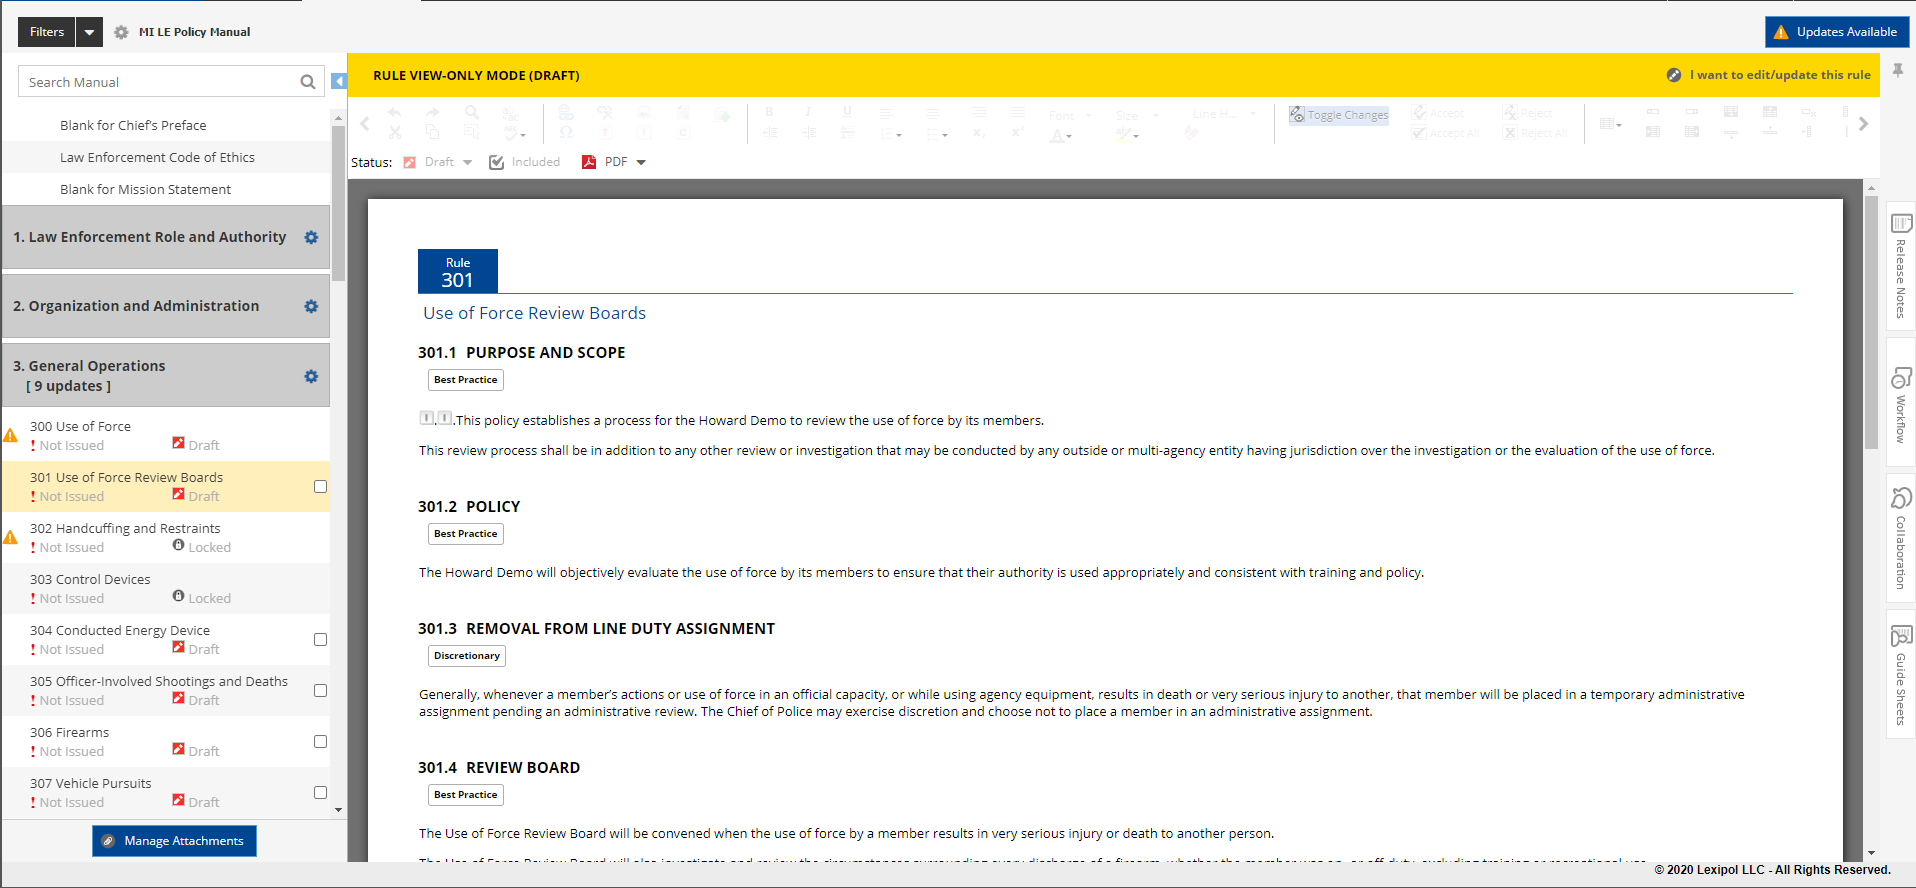 Filters
MI LE Policy Manual
Updates Available
Search Manual
Blank for Chief's Preface
Law Enforcement Code of Ethics
Blank for Mission Statement
1. Law Enforcement Role and Authority
2. Organization and Administration
3. General Operations
[ 9 updates ]
300 Use of Force
! Not Issued Draft
301 Use of Force Review Boards
! Not Issued Draft
302 Handcuffing and Restraints
! Not Issued Locked
303 Control Devices
! Not Issued Locked
304 Conducted Energy Device
! Not Issued Draft
305 Officer-Involved Shootings and Deaths
! Not Issued Draft
306 Firearms
! Not Issued Draft
307 Vehicle Pursuits
! Not Issued Draft
Manage Attachments
RULE VIEW-ONLY MODE (DRAFT)
I want to edit/update this rule
Font Size Line H... Toggle Changes Accept Reject
Accept All Reject All
Status: Draft Included PDF
Rule
301
Use of Force Review Boards
301.1 PURPOSE AND SCOPE
Best Practice
This policy establishes a process for the Howard Demo to review the use of force by its members.
This review process shall be in addition to any other review or investigation that may be conducted by any outside or multi-agency entity having jurisdiction over the investigation or the evaluation of the use of force.
301.2 POLICY
Best Practice
The Howard Demo will objectively evaluate the use of force by its members to ensure that their authority is used appropriately and consistent with training and policy.
301.3 REMOVAL FROM LINE DUTY ASSIGNMENT
Discretionary
Generally, whenever a member's actions or use of force in an official capacity, or while using agency equipment, results in death or very serious injury to another, that member will be placed in a temporary administrative
assignment pending an administrative review. The Chief of Police may exercise discretion and choose not to place a member in an administrative assignment.
301.4 REVIEW BOARD
Best Practice
The Use of Force Review Board will be convened when the use of force by a member results in very serious injury or death to another person.
Release Notes
Workflow
Collaboration
Guide Sheets
© 2020 Lexipol LLC - All Rights Reserved.